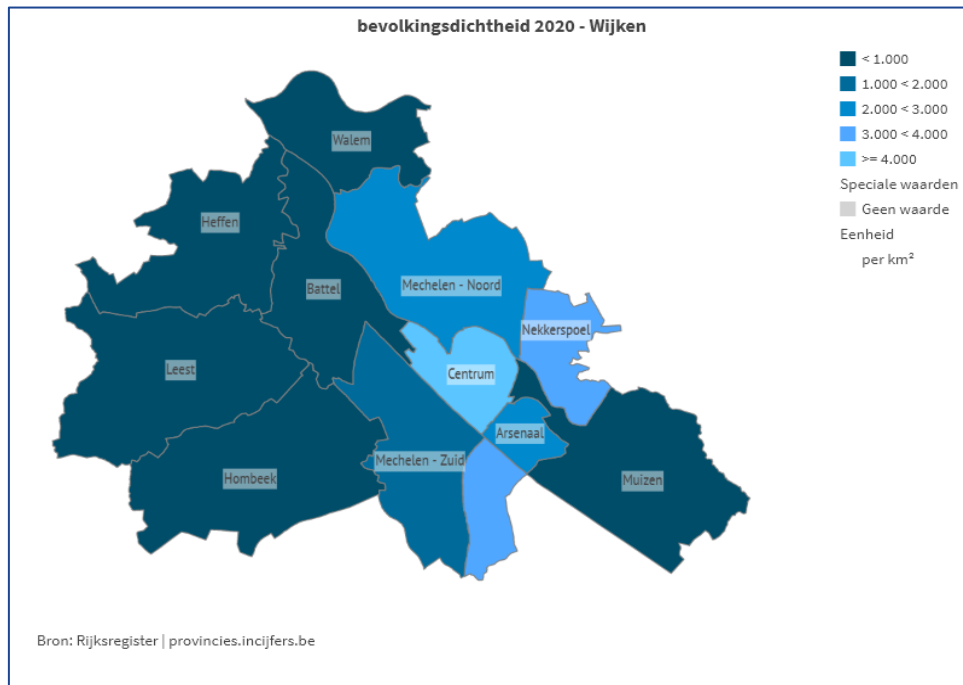 bevolkingsdichtheid 2020 - Wijken
< 1.000
1.000 < 2.000
2.000 < 3.000
3.000 < 4.000
>= 4.000
Speciale waarden
Geen waarde
Eenheid
per km²
Walem
Heffen
Battel
Mechelen - Noord
Nekkerspoel
Leest
Centrum
Arsenaal
Mechelen - Zuid
Hombeek
Muizen
Bron: Rijksregister | provincies.incijfers.be